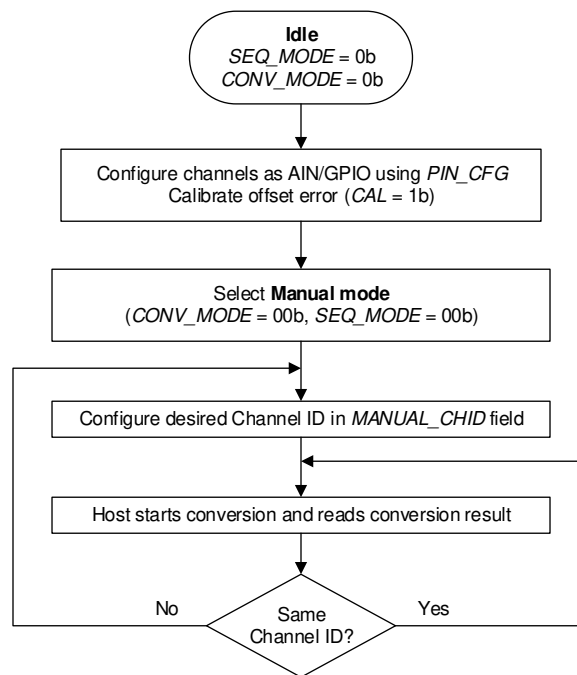 Idle
SEQ_MODE = 0b
CONV_MODE = 0b
Configure channels as AIN/GPIO using PIN_CFG
Calibrate offset error (CAL = 1b)
Select Manual mode
(CONV_MODE = 00b, SEQ_MODE = 00b)
Configure desired Channel ID in MANUAL_CHID field
Host starts conversion and reads conversion result
No
Same
Channel ID?
Yes